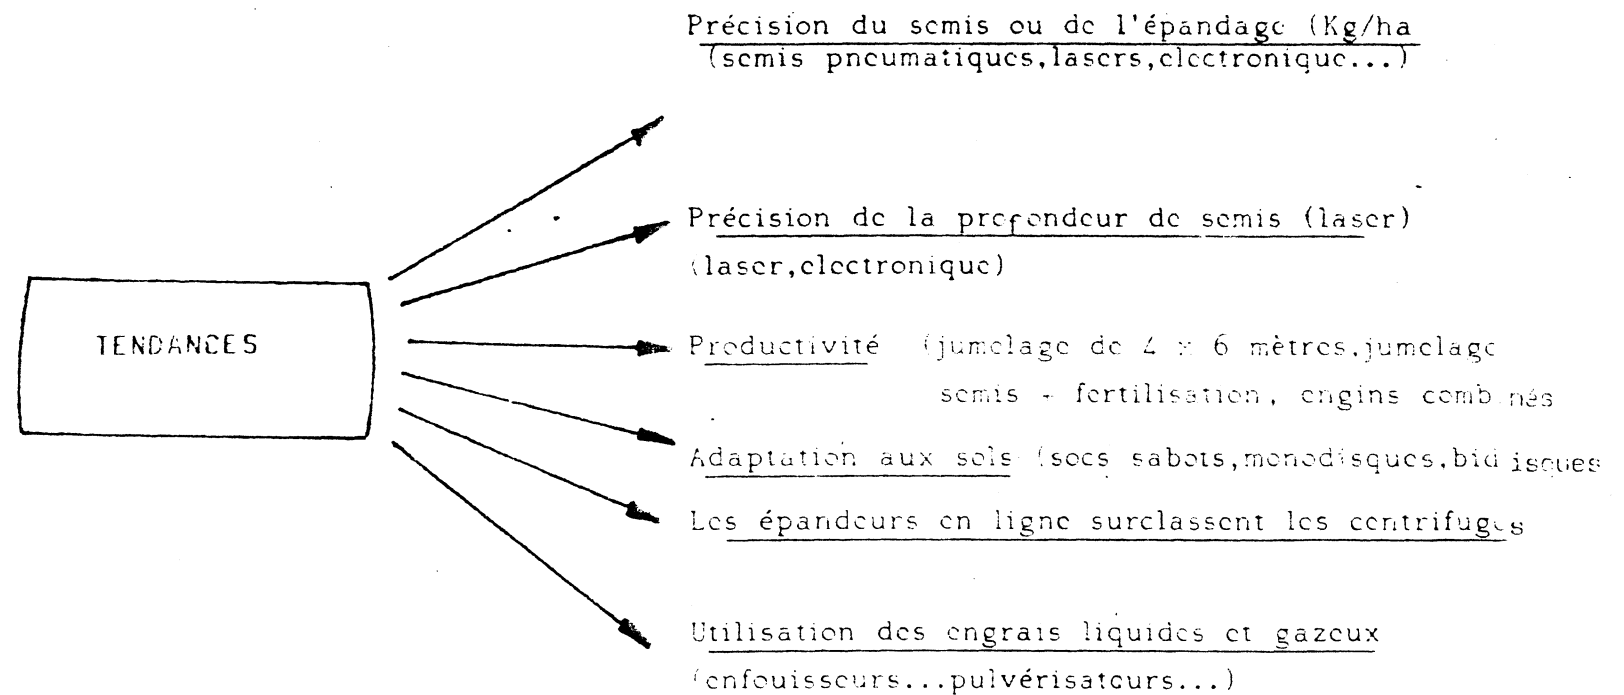 Précision du semis ou de l'épandage (Kg/ha
(semis pneumatiques,lasers,electronique...)
Précision de la profondeur de semis (laser)
(laser,electronique)
TENDANCES
Productivité (jumelage de 4 x 6 mètres,jumelage
semis - fertilisation, engins combinés
Adaptation aux sols (socs sabots,monodisques,bidisques
Les épandeurs en ligne surclassent les centrifuges
Utilisation des engrais liquides et gazeux
(enfouisseurs...pulvérisateurs...)